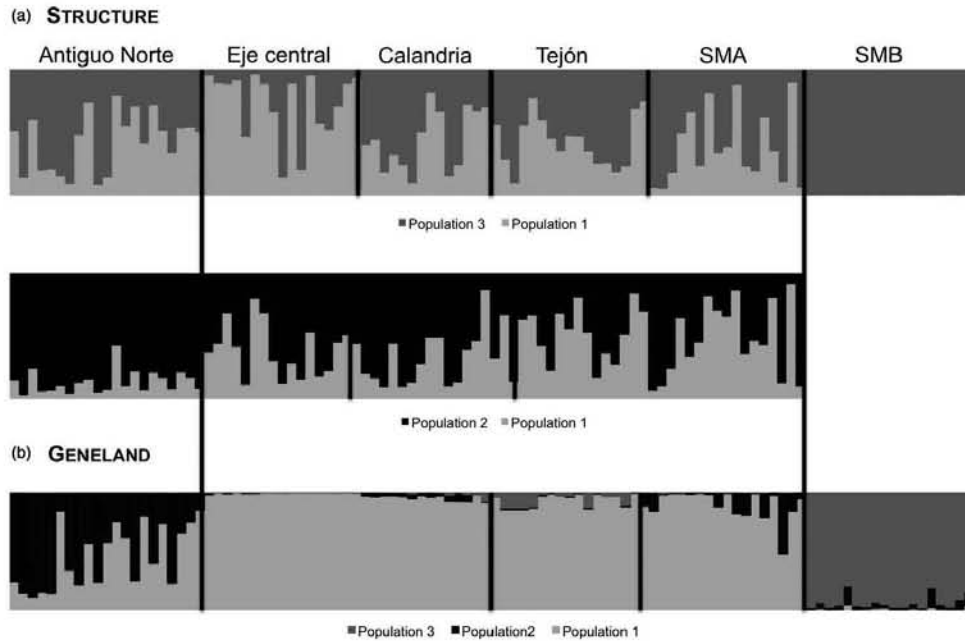 (a) STRUCTURE
Antiguo Norte Eje central Calandria Tejón SMA SMB
Population 3 Population 1
Population 2 Population 1
(b) GENELAND
Population 3 Population2 Population 1